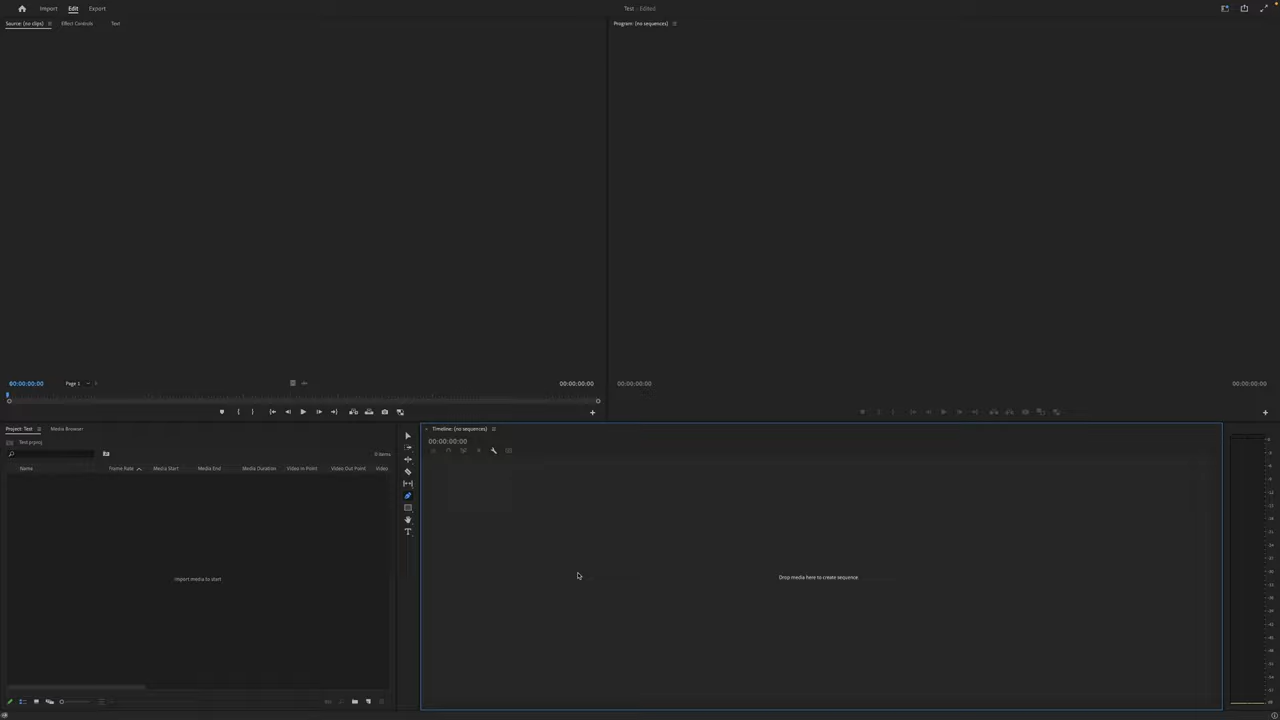 Import Edit Export
Test - Edited
Source: (no clips) Effect Controls Text
Program: (no sequences)
00:00:00:00 Page 1 00:00:00:00
00:00:00:00 00:00:00:00
Project: Test Media Browser
Timeline: (no sequences)
Test.prproj
00:00:00:00
0 items
Name Frame Rate Media Start Media End Media Duration Video In Point Video Out Point Video
T
Import media to start
Drop media here to create sequence